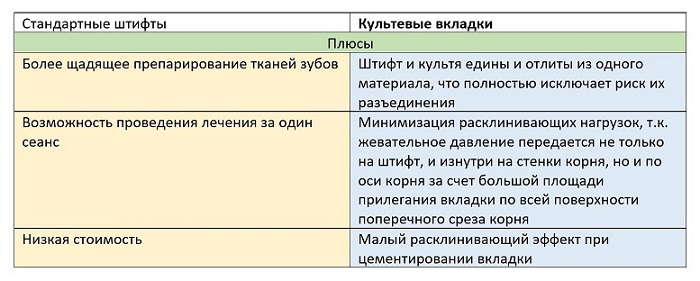 Стандартные штифты
Культевые вкладки
Плюсы
Более щадящее препарирование тканей зубов
Штифт и культя едины и отлиты из одного
материала, что полностью исключает риск их
разъединения
Возможность проведения лечения за один
сеанс
Минимизация расклинивающих нагрузок, т.к.
жевательное давление передается не только
на штифт, и изнутри на стенки корня, но и по
оси корня за счет большой площади
прилегания вкладки по всей поверхности
поперечного среза корня
Низкая стоимость
Малый расклинивающий эффект при
цементировании вкладки